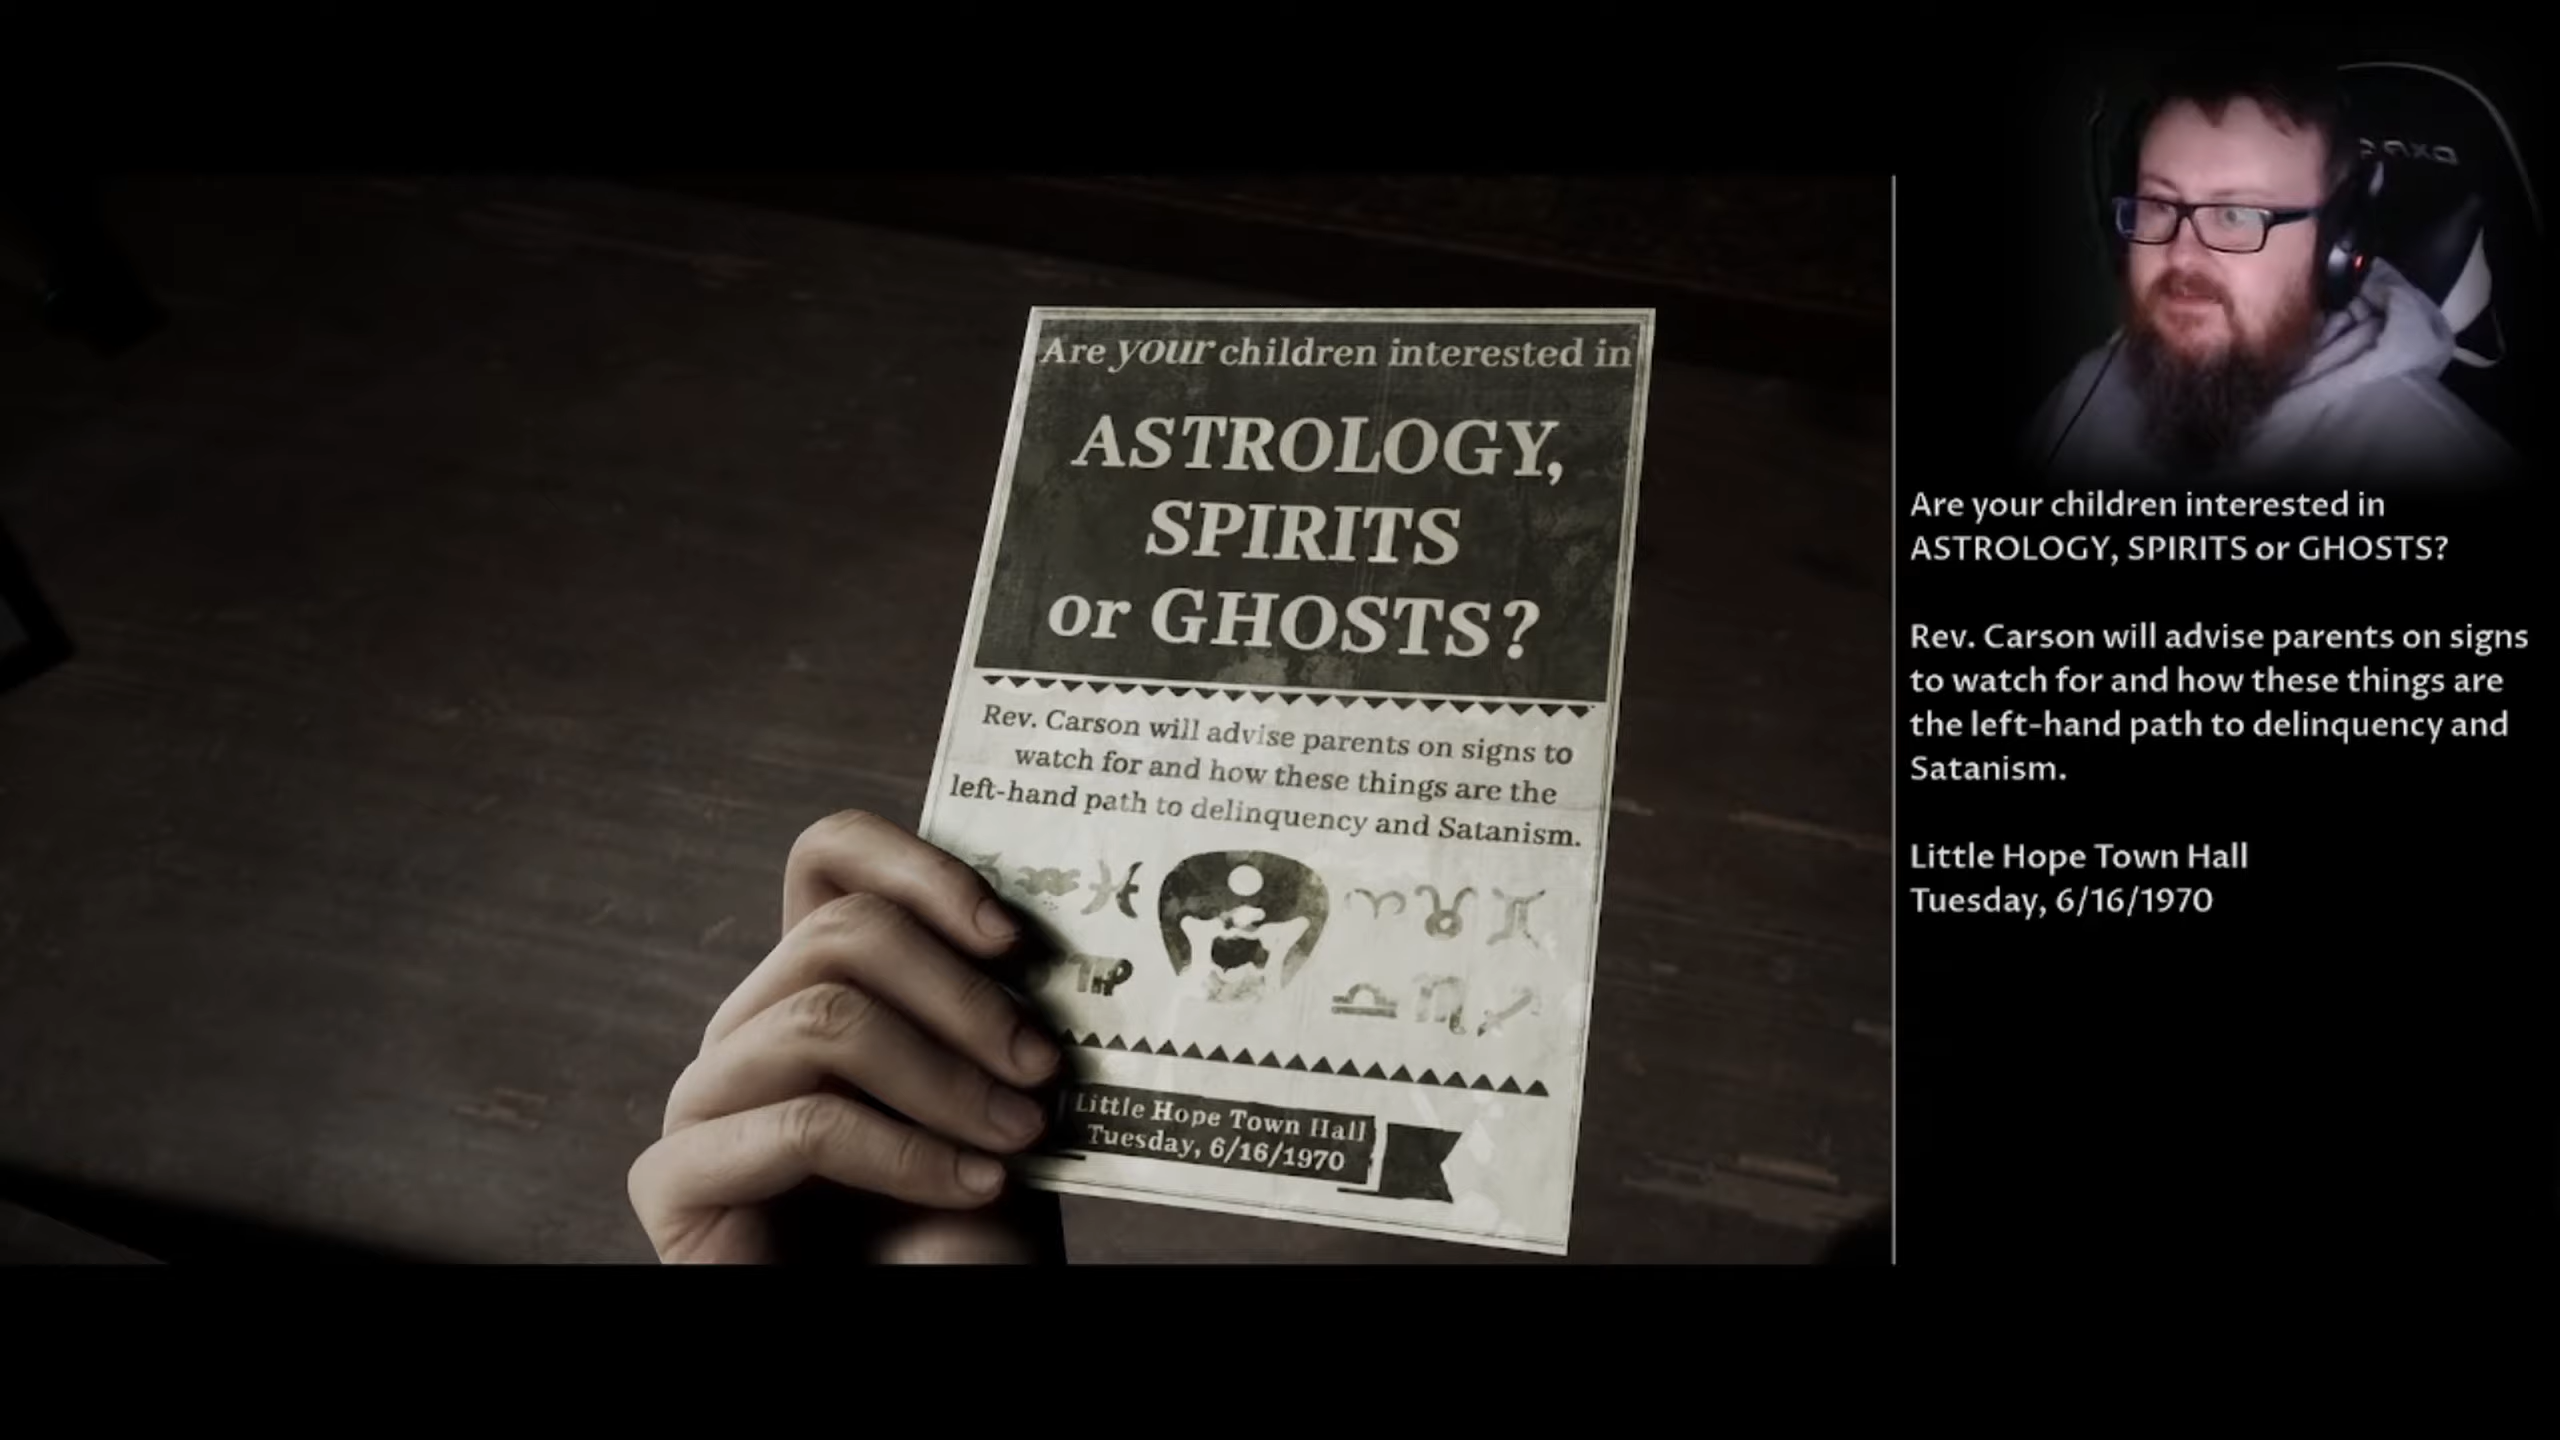 Are your children interested in
ASTROLOGY,
SPIRITS
or GHOSTS?
Rev. Carson will advise parents on signs to
watch for and how these things are the
left-hand path to delinquency and Satanism.
Little Hope Town Hall
Tuesday, 6/16/1970
Are your children interested in
ASTROLOGY, SPIRITS or GHOSTS?
Rev. Carson will advise parents on signs
to watch for and how these things are
the left-hand path to delinquency and
Satanism.
Little Hope Town Hall
Tuesday, 6/16/1970